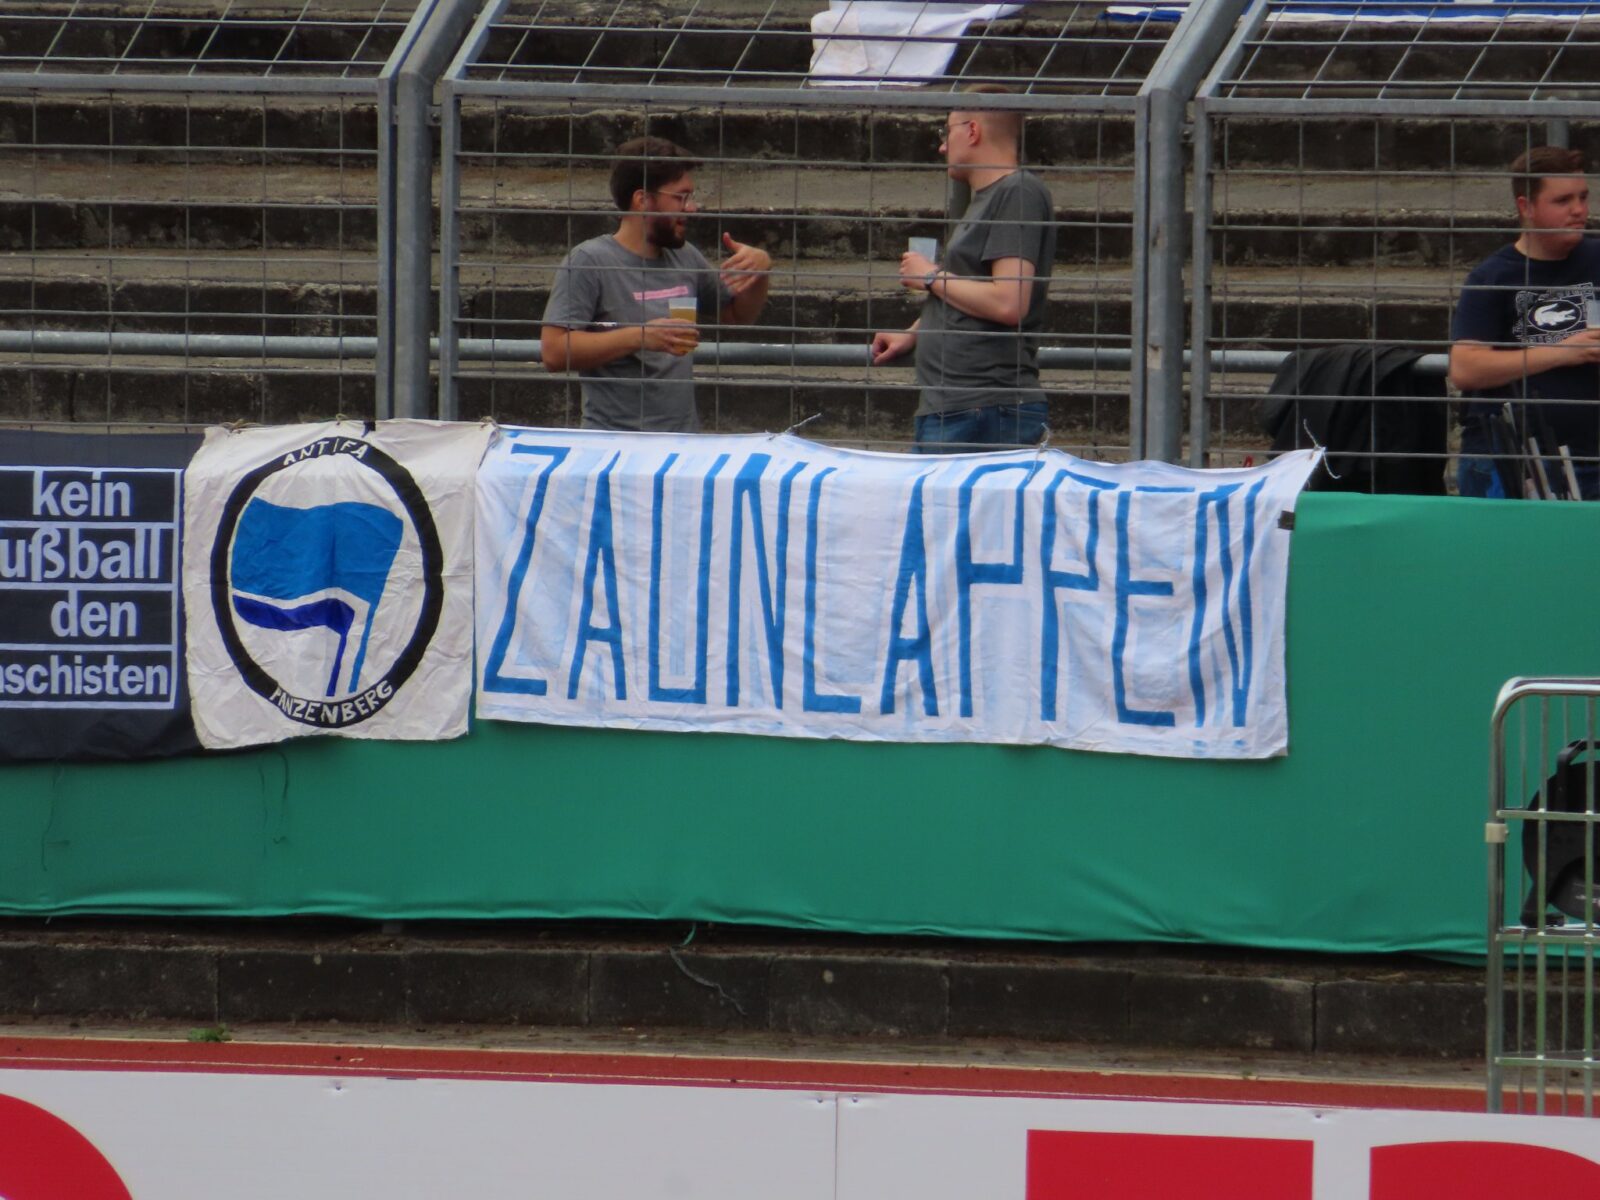 kein
ußball
den
aschisten
ANTIFA
PANZENBERG
ZAUNLAPPEN